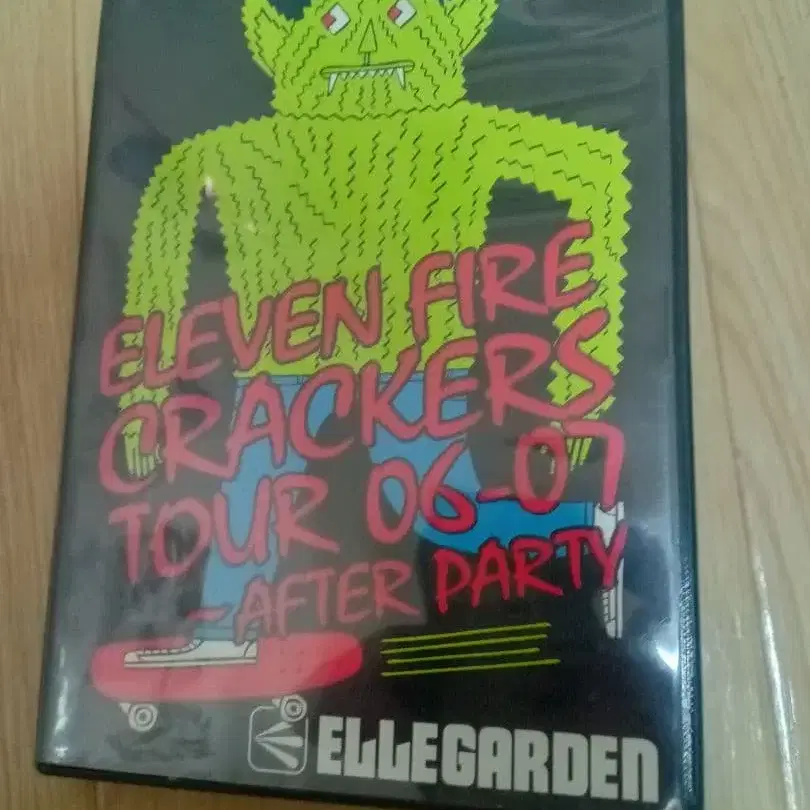 ELEVEN FIRE
CRACKERS
TOUR 06-07
-AFTER PARTY
ELLEGARDEN